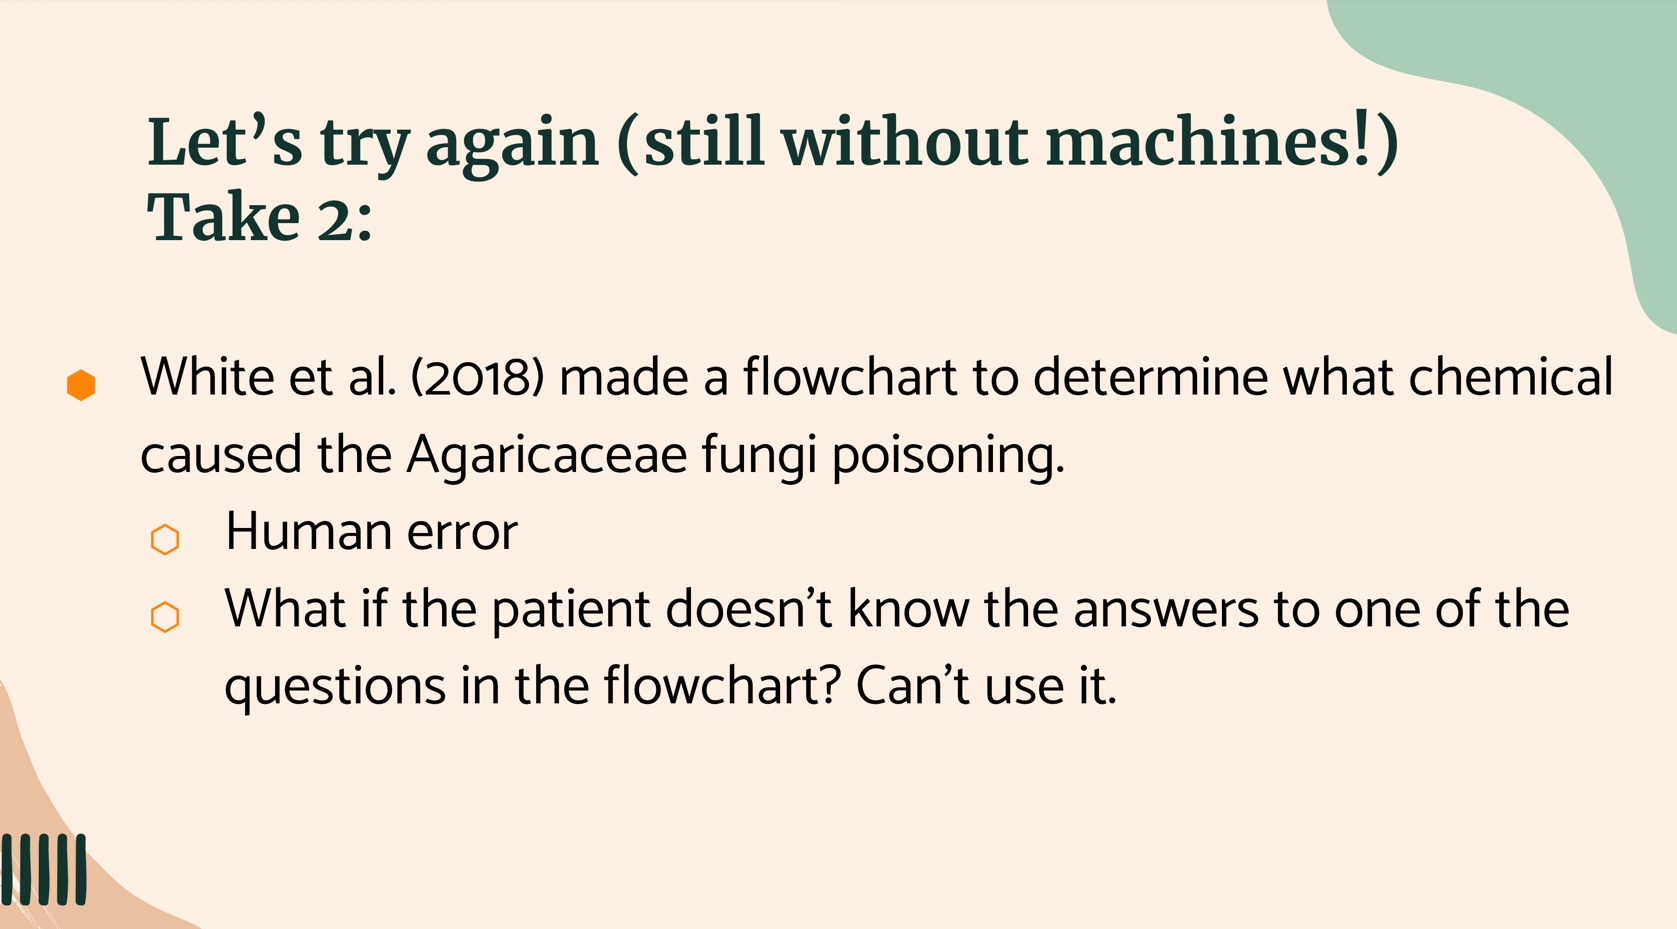 Let’s try again (still without machines!)
Take 2:
White et al. (2018) made a flowchart to determine what chemical
caused the Agaricaceae fungi poisoning.
Human error
What if the patient doesn’t know the answers to one of the
questions in the flowchart? Can’t use it.